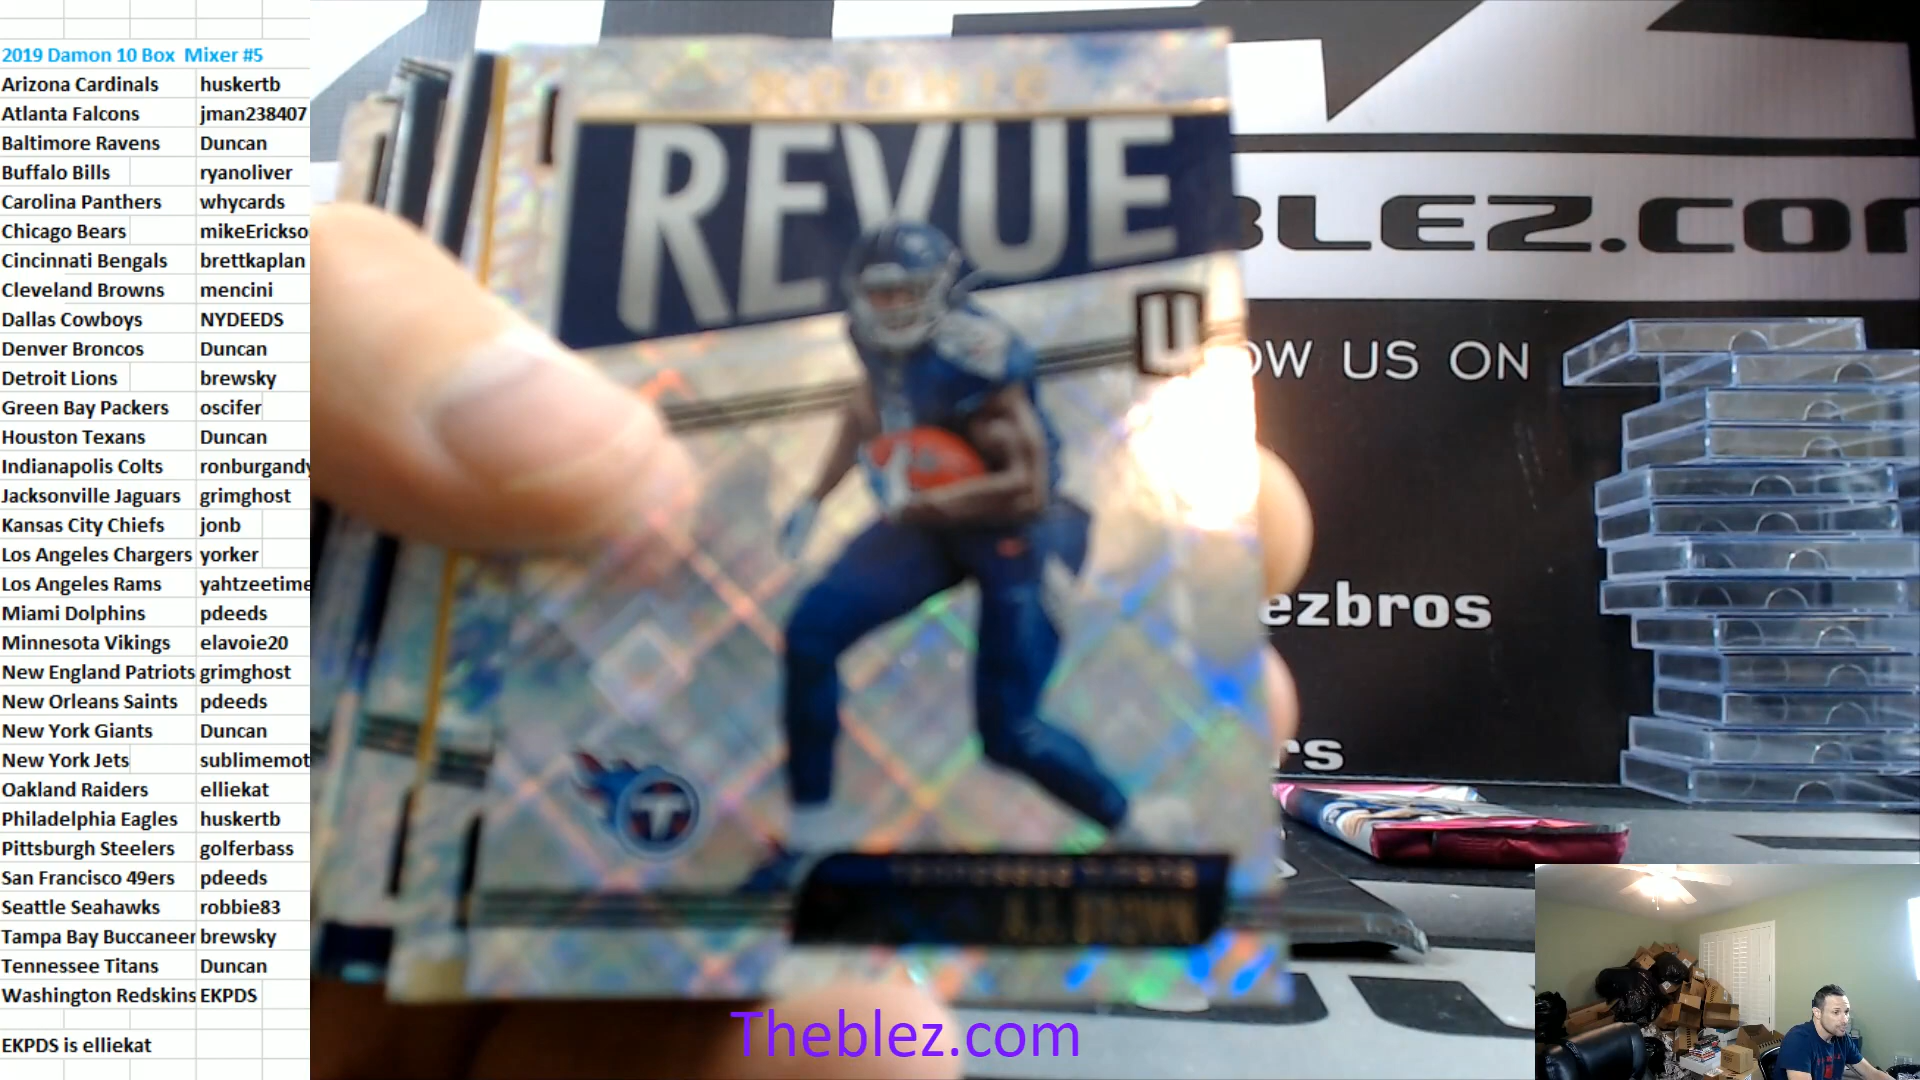 2019 Damon 10 Box Mixer #5
Arizona Cardinals huskertb
Atlanta Falcons jman238407
Baltimore Ravens Duncan
Buffalo Bills ryanoliver
Carolina Panthers whycards
Chicago Bears mikeErickso
Cincinnati Bengals brettkaplan
Cleveland Browns mencini
Dallas Cowboys NYDEEDS
Denver Broncos Duncan
Detroit Lions brewsky
Green Bay Packers oscifer
Houston Texans Duncan
Indianapolis Colts ronburgandy
Jacksonville Jaguars grimghost
Kansas City Chiefs jonb
Los Angeles Chargers yorker
Los Angeles Rams yahtzeetime
Miami Dolphins pdeeds
Minnesota Vikings elavoie20
New England Patriots grimghost
New Orleans Saints pdeeds
New York Giants Duncan
New York Jets sublimemot
Oakland Raiders elliekat
Philadelphia Eagles huskertb
Pittsburgh Steelers golferbass
San Francisco 49ers pdeeds
Seattle Seahawks robbie83
Tampa Bay Buccaneer brewsky
Tennessee Titans Duncan
Washington Redskins EKPDS
EKPDS is elliekat
ROOKIE
REVUE
U
T
TENNESSEE TITANS
A.J. BROWN
BLEZ.CO
OW US ON
ezbros
rs
Theblez.com